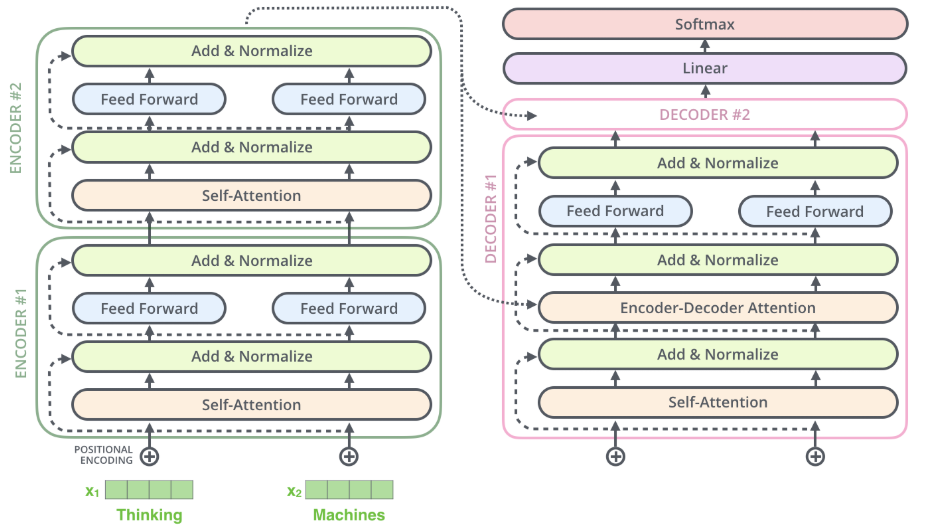 ENCODER #2
Add & Normalize
Feed Forward
Feed Forward
Add & Normalize
Self-Attention
ENCODER #1
Add & Normalize
Feed Forward
Feed Forward
Add & Normalize
Self-Attention
POSITIONAL
ENCODING
x1
x2
Thinking
Machines
Softmax
Linear
DECODER #2
DECODER #1
Add & Normalize
Feed Forward
Feed Forward
Add & Normalize
Encoder-Decoder Attention
Add & Normalize
Self-Attention